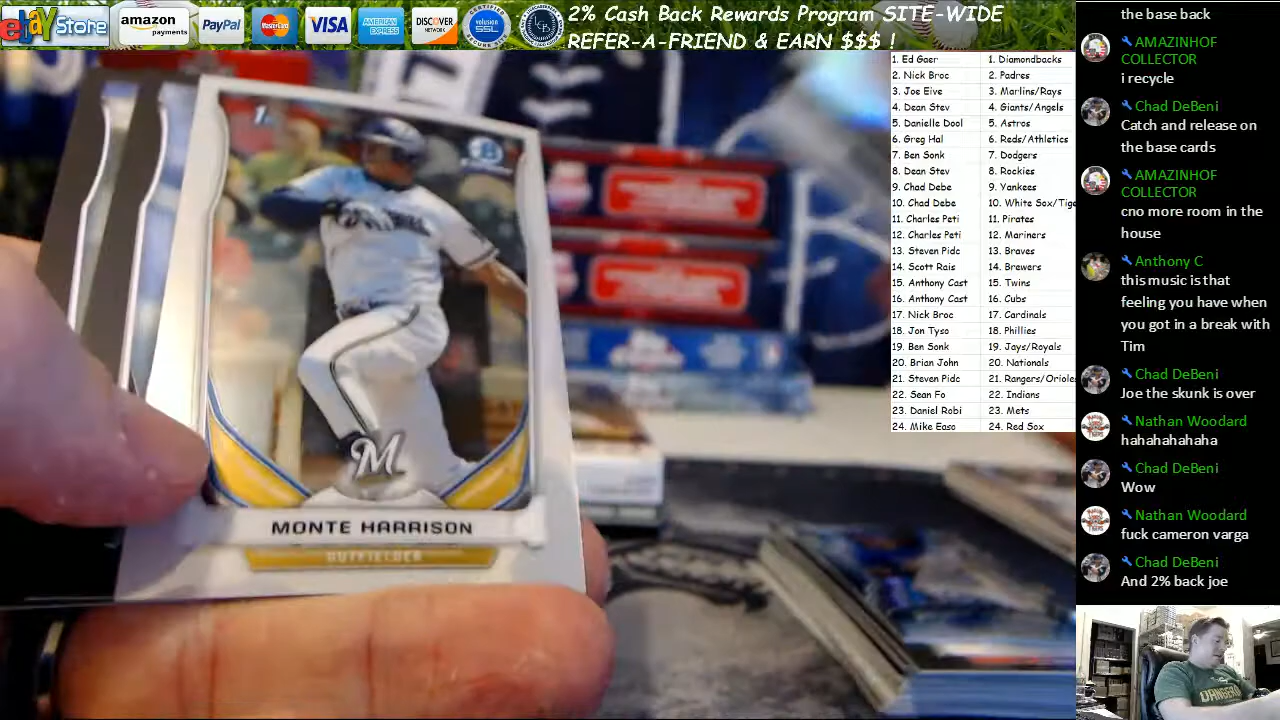 ebay Store
amazon payments
PayPal
MasterCard
VISA
AMERICAN EXPRESS
DISCOVER NETWORK
volusion SSL
2% Cash Back Rewards Program SITE-WIDE
REFER-A-FRIEND & EARN $$$ !
1. Ed Gaer 1. Diamondbacks
2. Nick Broc 2. Padres
3. Joe Eive 3. Marlins/Rays
4. Dean Stev 4. Giants/Angels
5. Danielle Dool 5. Astros
6. Greg Hal 6. Reds/Athletics
7. Ben Sonk 7. Dodgers
8. Dean Stev 8. Rockies
9. Chad Debe 9. Yankees
10. Chad Debe 10. White Sox/Tige
11. Charles Peti 11. Pirates
12. Charles Peti 12. Mariners
13. Steven Pidc 13. Braves
14. Scott Rais 14. Brewers
15. Anthony Cast 15. Twins
16. Anthony Cast 16. Cubs
17. Nick Broc 17. Cardinals
18. Jon Tyso 18. Phillies
19. Ben Sonk 19. Jays/Royals
20. Brian John 20. Nationals
21. Steven Pidc 21. Rangers/Oriole
22. Sean Fo 22. Indians
23. Daniel Robi 23. Mets
24. Mike Easo 24. Red Sox
the base back
AMAZINHOF
COLLECTOR
i recycle
Chad DeBeni
Catch and release on
the base cards
AMAZINHOF
COLLECTOR
cno more room in the
house
Anthony C
this music is that
feeling you have when
you got in a break with
Tim
Chad DeBeni
Joe the skunk is over
Nathan Woodard
hahahahahaha
Chad DeBeni
Wow
Nathan Woodard
fuck cameron varga
Chad DeBeni
And 2% back joe
1st
M
MONTE HARRISON
OUTFIELDER